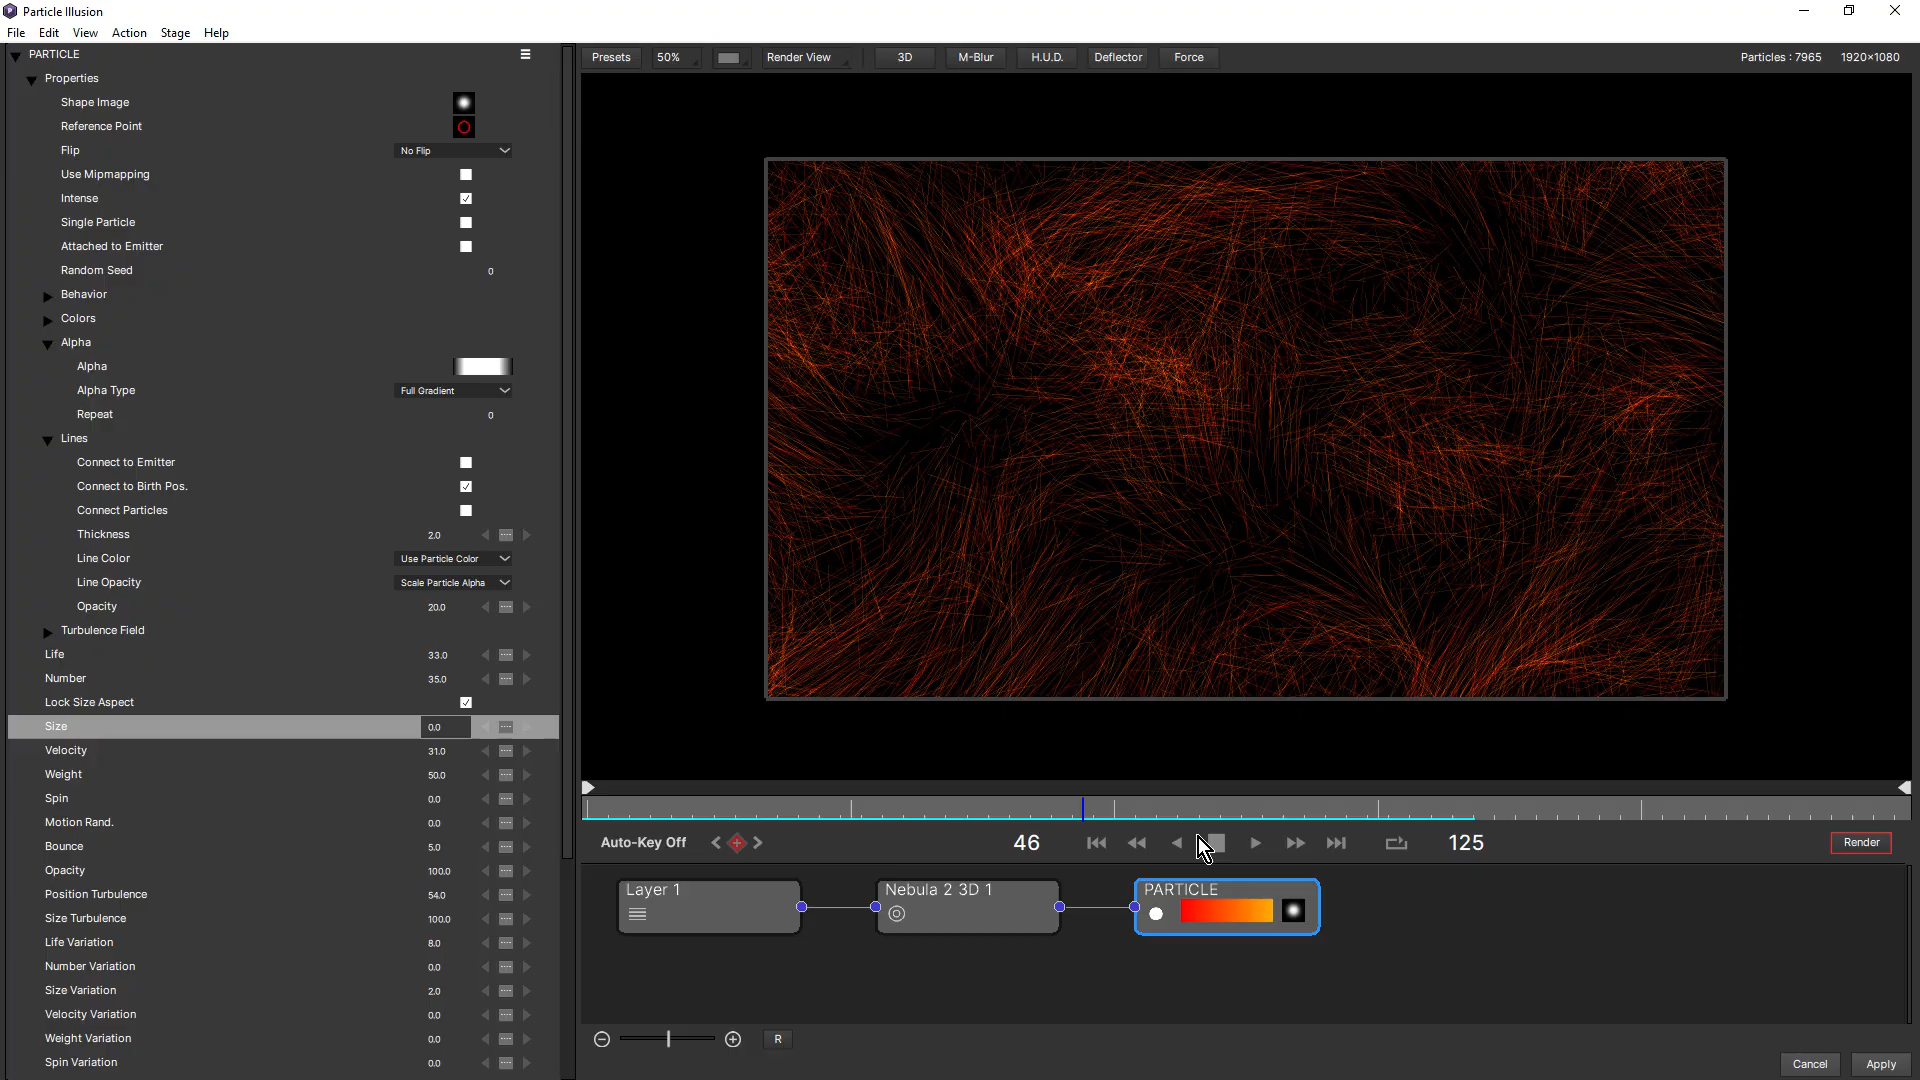 Particle Illusion
File Edit View Action Stage Help
PARTICLE
Presets 50% Render View 3D M-Blur H.U.D. Deflector Force Particles : 7965 1920×1080
Properties
Shape Image
Reference Point
Flip No Flip
Use Mipmapping
Intense
Single Particle
Attached to Emitter
Random Seed 0
Behavior
Colors
Alpha
Alpha
Alpha Type Full Gradient
Repeat 0
Lines
Connect to Emitter
Connect to Birth Pos.
Connect Particles
Thickness 2.0
Line Color Use Particle Color
Line Opacity Scale Particle Alpha
Opacity 20.0
Turbulence Field
Life 33.0
Number 35.0
Lock Size Aspect
Size 0.0
Velocity 31.0
Weight 50.0
Spin 0.0
Motion Rand. 0.0
Bounce 5.0
Opacity 100.0
Position Turbulence 54.0
Size Turbulence 100.0
Life Variation 8.0
Number Variation 0.0
Size Variation 2.0
Velocity Variation 0.0
Weight Variation 0.0
Spin Variation 0.0
Auto-Key Off 46 125 Render
Layer 1 Nebula 2 3D 1 PARTICLE
R
Cancel Apply